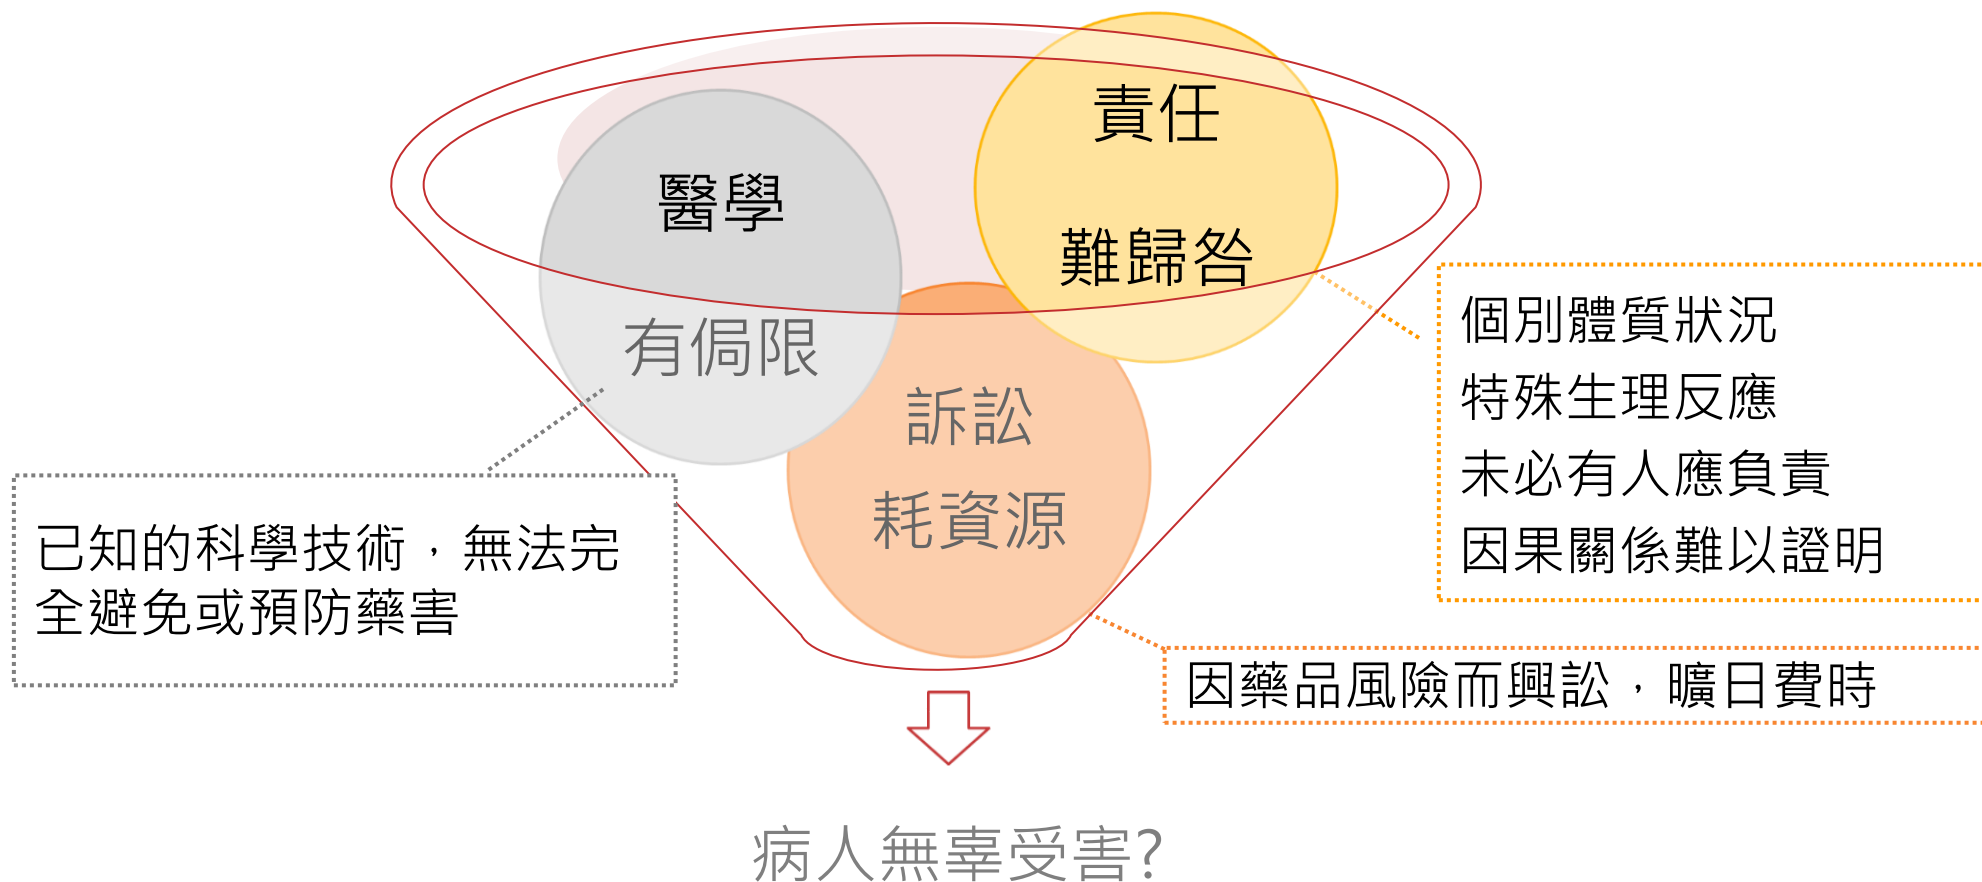 責任
難歸咎
醫學
有侷限
訴訟
耗資源
個別體質狀況
特殊生理反應
未必有人應負責
因果關係難以證明
已知的科學技術，無法完
全避免或預防藥害
因藥品風險而興訟，曠日費時
病人無辜受害?